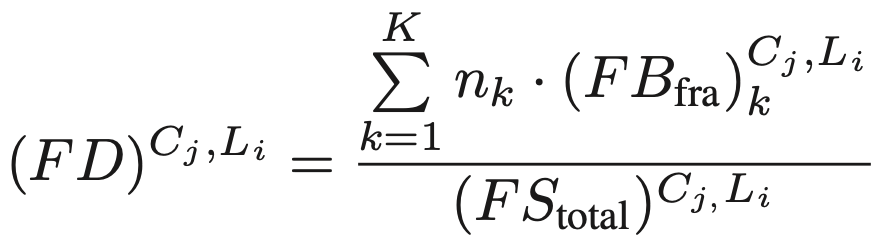 (FD)^{C_j, L_i} = \frac{\sum_{k=1}^{K} n_k \cdot (FB_{\text{fra}})_k^{C_j, L_i}}{(FS_{\text{total}})^{C_j, L_i}}